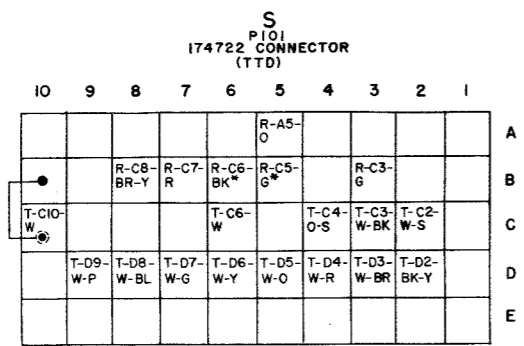 S
P101
174722 CONNECTOR
(TTD)
10 9 8 7 6 5 4 3 2 1
R-A5-
O
A
R-C8- R-C7- R-C6- R-C5- R-C3-
BR-Y R BK* G* G
B
T-C10- T-C6- T-C4- T-C3- T-C2-
W W O-S W-BK W-S
C
T-D9- T-D8- T-D7- T-D6- T-D5- T-D4- T-D3- T-D2-
W-P W-BL W-G W-Y W-O W-R W-BR BK-Y
D
E